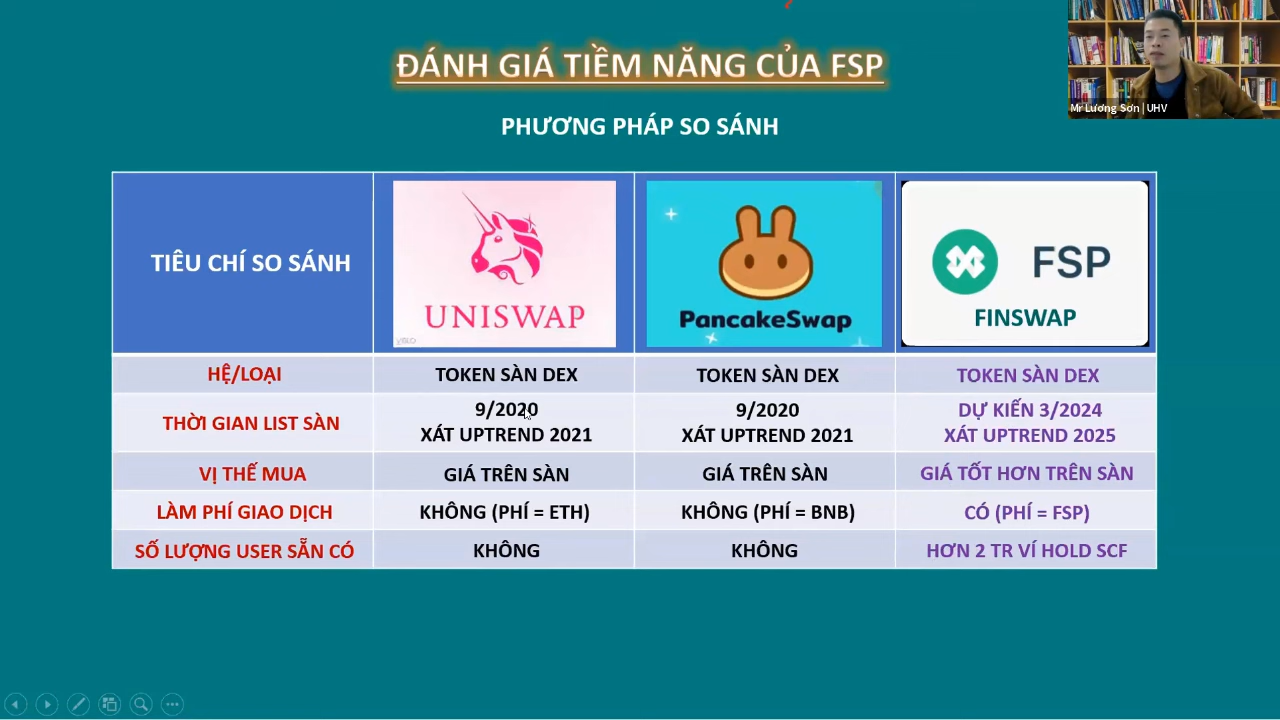 ĐÁNH GIÁ TIỀM NĂNG CỦA FSP
Mr Lương Sơn | UHV
PHƯƠNG PHÁP SO SÁNH
TIÊU CHÍ SO SÁNH
UNISWAP
PancakeSwap
FSP
FINSWAP
HỆ/LOẠI
TOKEN SÀN DEX
TOKEN SÀN DEX
TOKEN SÀN DEX
THỜI GIAN LIST SÀN
9/2020
XÁT UPTREND 2021
9/2020
XÁT UPTREND 2021
DỰ KIẾN 3/2024
XÁT UPTREND 2025
VỊ THẾ MUA
GIÁ TRÊN SÀN
GIÁ TRÊN SÀN
GIÁ TỐT HƠN TRÊN SÀN
LÀM PHÍ GIAO DỊCH
KHÔNG (PHÍ = ETH)
KHÔNG (PHÍ = BNB)
CÓ (PHÍ = FSP)
SỐ LƯỢNG USER SẴN CÓ
KHÔNG
KHÔNG
HƠN 2 TR VÍ HOLD SCF